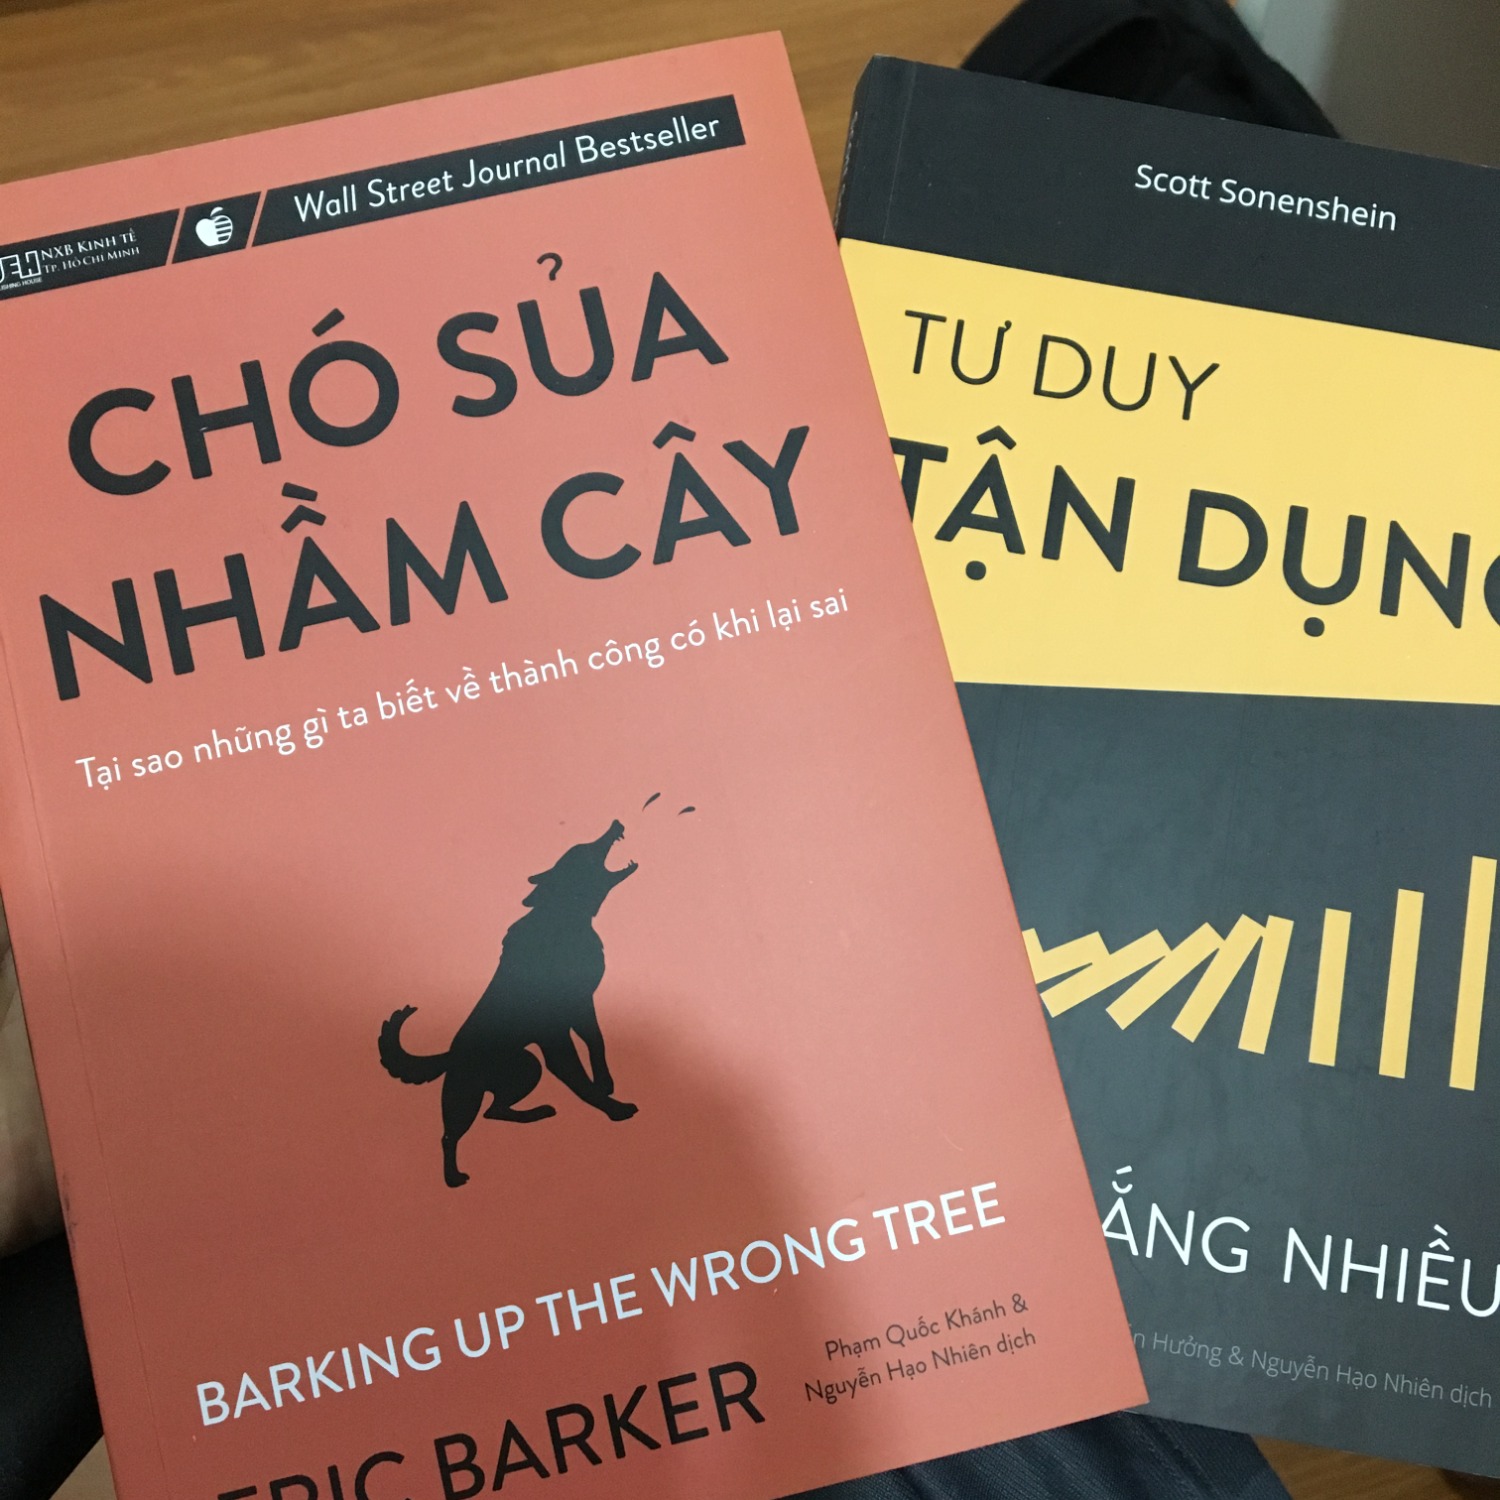 Wall Street Journal Bestseller
NXB KINH TẾ
TP. HỒ CHÍ MINH
CHÓ SỦA
NHẦM CÂY
Tại sao những gì ta biết về thành công có khi lại sai
BARKING UP THE WRONG TREE
Phạm Quốc Khánh &
Nguyễn Hạo Nhiên dịch
ERIC BARKER
Scott Sonenshein
TƯ DUY
TẬN DỤNG
ẮNG NHIỀU
Hưởng & Nguyễn Hạo Nhiên dịch